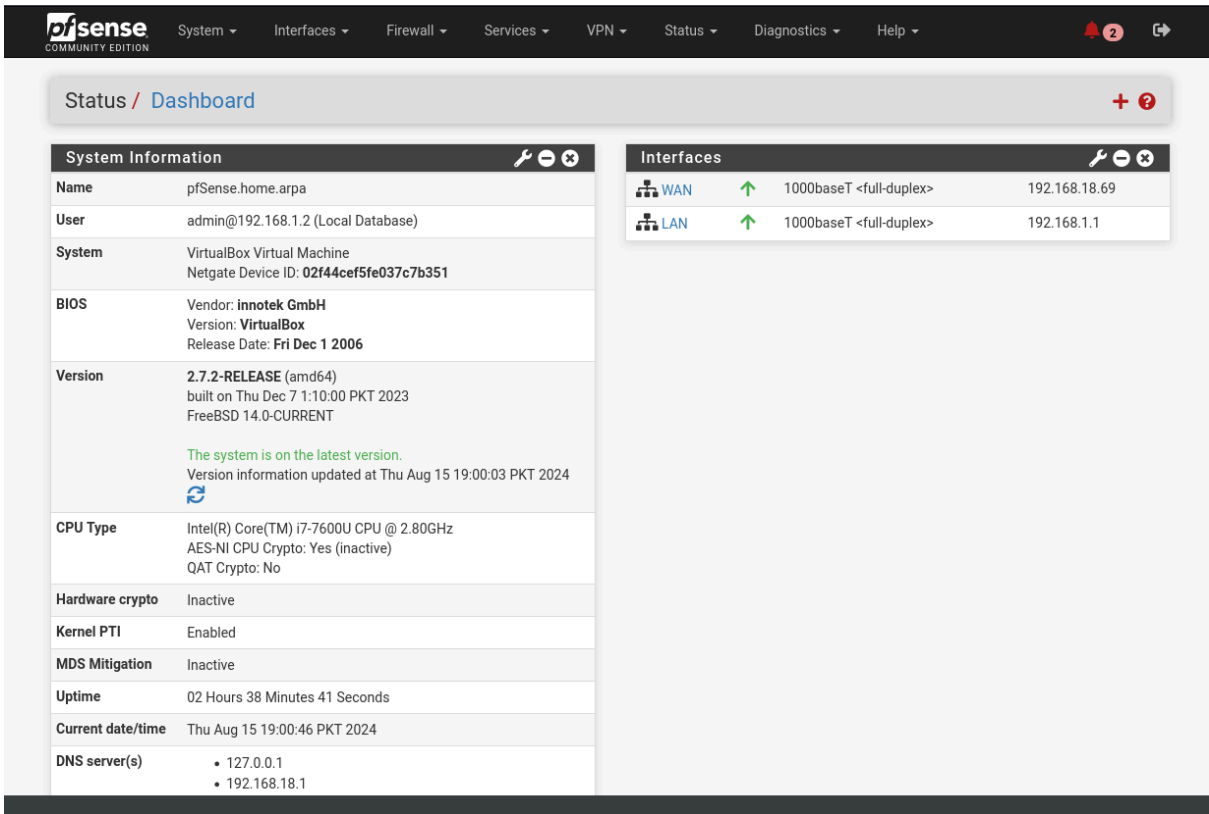 pfsense
COMMUNITY EDITION
System Interfaces Firewall Services VPN Status Diagnostics Help 2
Status / Dashboard
System Information
Name pfSense.home.arpa
User admin@192.168.1.2 (Local Database)
System VirtualBox Virtual Machine
Netgate Device ID: 02f44cef5fe037c7b351
BIOS Vendor: innotek GmbH
Version: VirtualBox
Release Date: Fri Dec 1 2006
Version 2.7.2-RELEASE (amd64)
built on Thu Dec 7 1:10:00 PKT 2023
FreeBSD 14.0-CURRENT
The system is on the latest version.
Version information updated at Thu Aug 15 19:00:03 PKT 2024
CPU Type Intel(R) Core(TM) i7-7600U CPU @ 2.80GHz
AES-NI CPU Crypto: Yes (inactive)
QAT Crypto: No
Hardware crypto Inactive
Kernel PTI Enabled
MDS Mitigation Inactive
Uptime 02 Hours 38 Minutes 41 Seconds
Current date/time Thu Aug 15 19:00:46 PKT 2024
DNS server(s) • 127.0.0.1
• 192.168.18.1
Interfaces
WAN 1000baseT <full-duplex> 192.168.18.69
LAN 1000baseT <full-duplex> 192.168.1.1